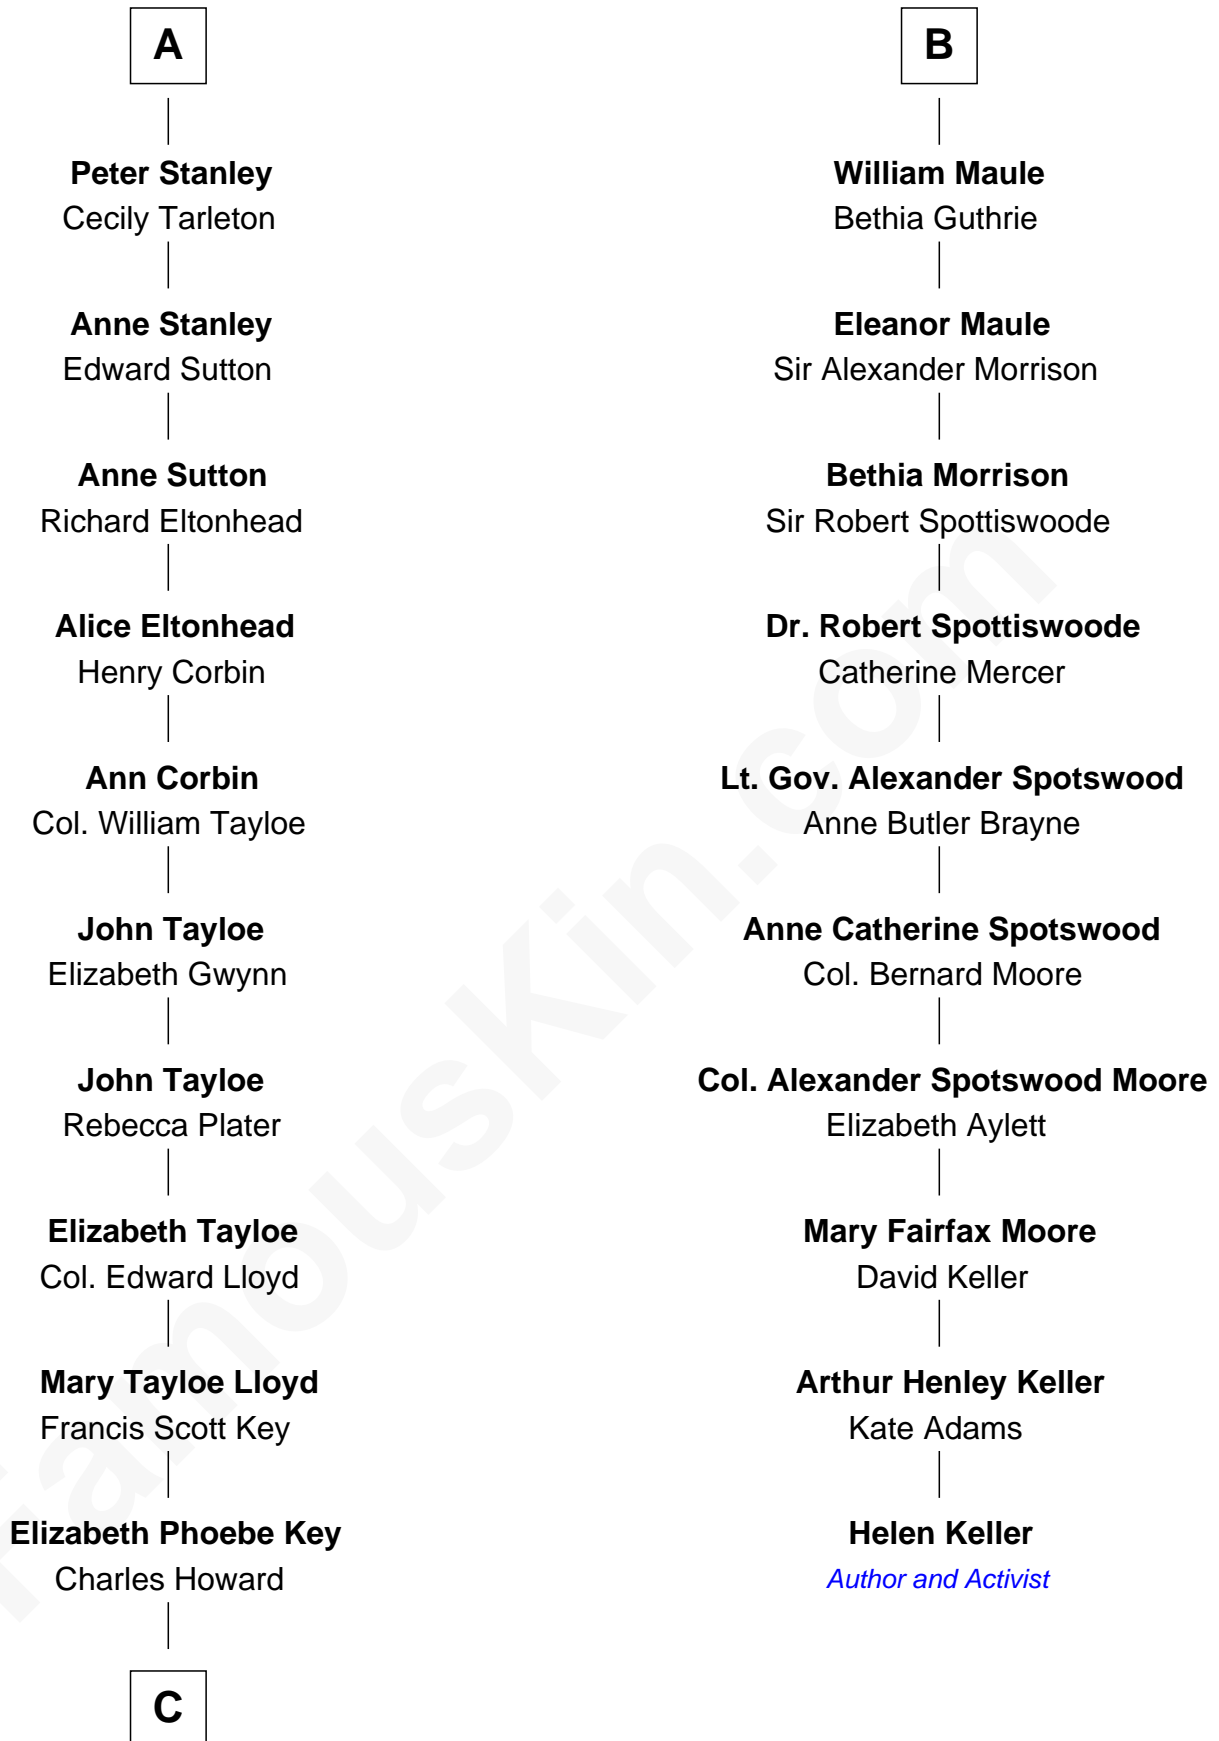 A
Peter Stanley
Cecily Tarleton
Anne Stanley
Edward Sutton
Anne Sutton
Richard Eltonhead
Alice Eltonhead
Henry Corbin
Ann Corbin
Col. William Tayloe
John Tayloe
Elizabeth Gwynn
John Tayloe
Rebecca Plater
Elizabeth Tayloe
Col. Edward Lloyd
Mary Tayloe Lloyd
Francis Scott Key
Elizabeth Phoebe Key
Charles Howard
C
B
William Maule
Bethia Guthrie
Eleanor Maule
Sir Alexander Morrison
Bethia Morrison
Sir Robert Spottiswoode
Dr. Robert Spottiswoode
Catherine Mercer
Lt. Gov. Alexander Spotswood
Anne Butler Brayne
Anne Catherine Spotswood
Col. Bernard Moore
Col. Alexander Spotswood Moore
Elizabeth Aylett
Mary Fairfax Moore
David Keller
Arthur Henley Keller
Kate Adams
Helen Keller
Author and Activist
FamousKin.com